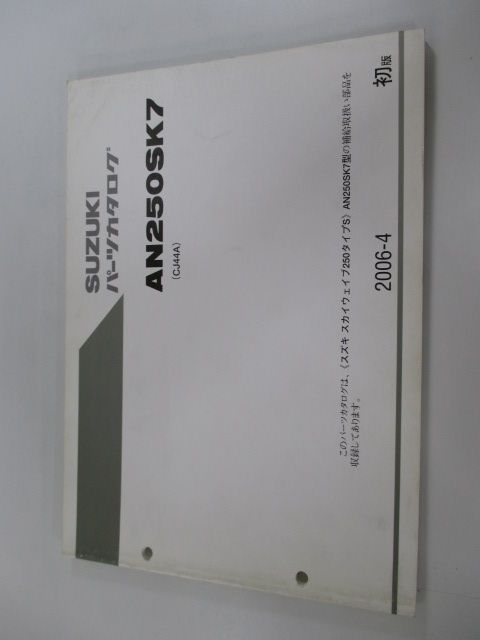 SUZUKI
パーツカタログ
AN250SK7
(CJ44A)
このパーツカタログは、《スズキ スカイウェイブ250タイプS》AN250SK7型の補給取扱い部品を
収録してあります。
2006-4
初版